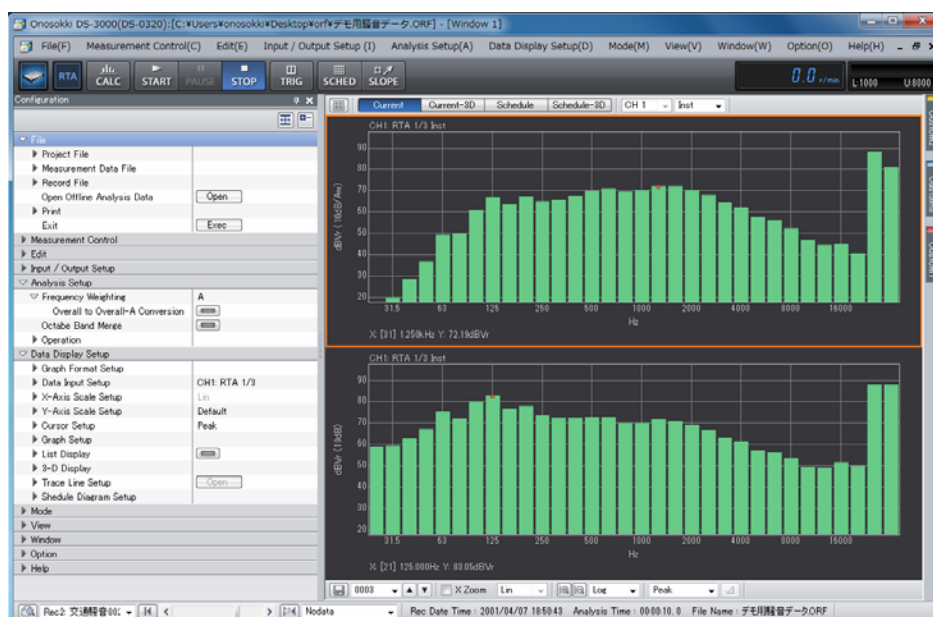 Onosokki DS-3000(DS-0320):[C:¥Users¥onosokki¥Desktop¥orf¥デモ用騒音データ.ORF] - [Window 1]
File(F) Measurement Control(C) Edit(E) Input / Output Setup (I) Analysis Setup(A) Data Display Setup(D) Mode(M) View(V) Window(W) Option(O) Help(H)
RTA CALC START PAUSE STOP TRIG SCHED SLOPE 0.0 r/min L:1000 U:8000
Configuration
Current Current-3D Schedule Schedule-3D CH 1 Inst
File
Project File
Measurement Data File
Record File
Open Offline Analysis Data Open
Print
Exit Exec
Measurement Control
Edit
Input / Output Setup
Analysis Setup
Frequency Weighting A
Overall to Overall-A Conversion
Octabe Band Merge
Operation
Data Display Setup
Graph Format Setup
Data Input Setup CH1: RTA 1/3
X-Axis Scale Setup Lin
Y-Axis Scale Setup Default
Cursor Setup Peak
Graph Setup
List Display
3-D Display
Trace Line Setup Open
Shedule Diagram Setup
Mode
View
Window
Option
Help
CH1: RTA 1/3 Inst
dBVr (10dB/Aw)
90
80
70
60
50
40
30
20
31.5 63 125 250 500 1000 2000 4000 8000 16000
Hz
X: [31] 1.250kHz Y: 72.19dBVr
CH1: RTA 1/3 Inst
dBVr (10dB)
90
80
70
60
50
40
30
20
31.5 63 125 250 500 1000 2000 4000 8000 16000
Hz
X: [21] 125.000Hz Y: 83.05dBVr
0003 X Zoom Lin Log Peak
Rec2: 交通騒音00: Nodata Rec Date Time : 2001/04/07 18:50:43 Analysis Time : 00:00:10.0 File Name : デモ用騒音データ.ORF